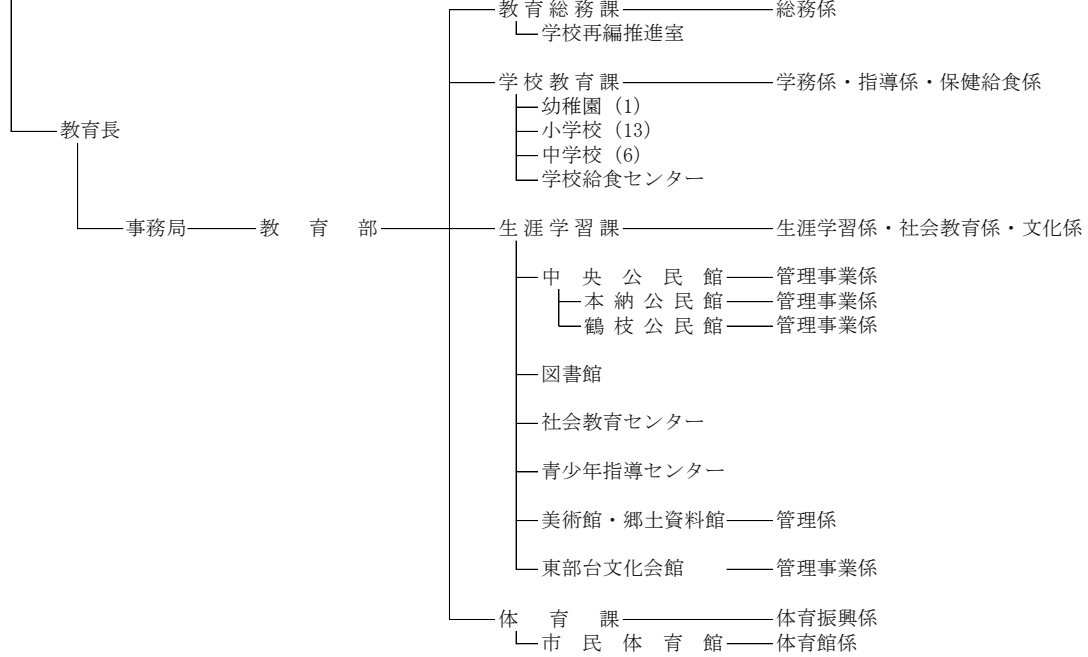 教育総務課 総務係
学校再編推進室
学校教育課 学務係・指導係・保健給食係
幼稚園（1）
小学校（13）
教育長
中学校（6）
学校給食センター
事務局 教育部 生涯学習課 生涯学習係・社会教育係・文化係
中央公民館 管理事業係
本納公民館 管理事業係
鶴枝公民館 管理事業係
図書館
社会教育センター
青少年指導センター
美術館・郷土資料館 管理係
東部台文化会館 管理事業係
体育課 体育振興係
市民体育館 体育館係